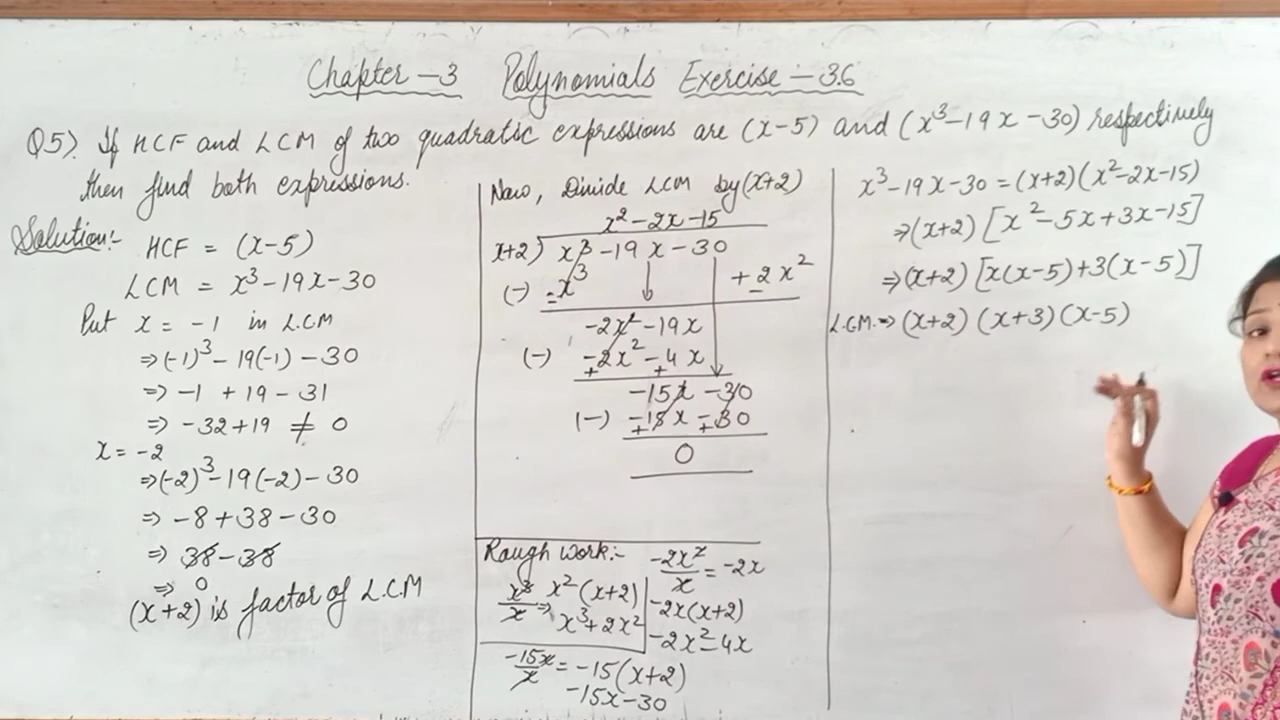 Chapter - 3 Polynomials Exercise - 3.6
Q5). If HCF and LCM of two quadratic expressions are (x-5) and (x³-19x-30) respectively
then find both expressions.
Solution:-
HCF = (x-5)
LCM = x³-19x-30
Put x = -1 in L.C.M
⇒ (-1)³ - 19(-1) - 30
⇒ -1 + 19 - 31
⇒ -32 + 19 ≠ 0
x = -2
⇒ (-2)³ - 19(-2) - 30
⇒ -8 + 38 - 30
⇒ 38 - 38
⇒ 0
(x+2) is factor of L.C.M
Now, Divide LCM by (x+2)
x² - 2x - 15
x+2) x³ - 19x - 30
(-) x³ + 2x²
-
-
-2x² - 19x
(-) -2x² - 4x
+ +
-15x - 30
(-) -15x - 30
+ +
0
Rough work:-
x³/x ⇒ x²(x+2)
x³+2x²
-2x²/x = -2x
-2x(x+2)
-2x²-4x
-15x/x = -15(x+2)
-15x-30
x³-19x-30 = (x+2)(x²-2x-15)
⇒ (x+2) [x²-5x+3x-15]
⇒ (x+2) [x(x-5)+3(x-5)]
L.C.M. ⇒ (x+2) (x+3) (x-5)